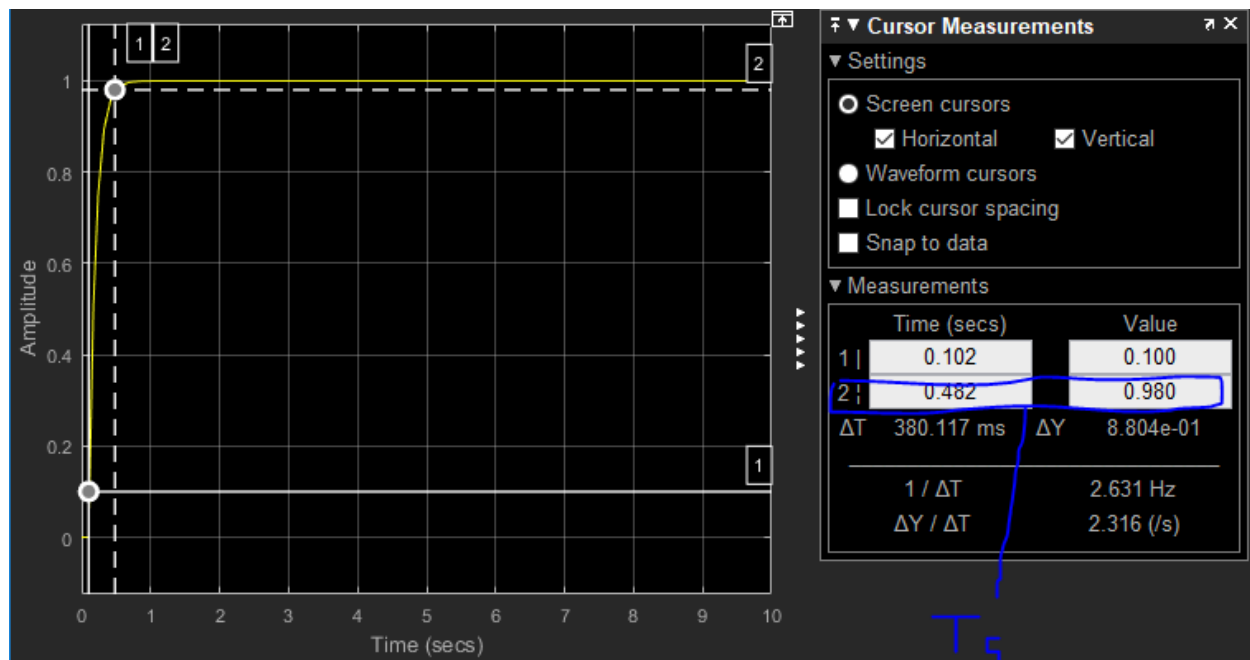 1 2
2
1
0.8
0.6
0.4
0.2
0
1
Amplitude
0 1 2 3 4 5 6 7 8 9 10
Time (secs)
Cursor Measurements
Settings
Screen cursors
Horizontal Vertical
Waveform cursors
Lock cursor spacing
Snap to data
Measurements
Time (secs) Value
1 | 0.102 0.100
2 ¦ 0.482 0.980
ΔT 380.117 ms ΔY 8.804e-01
1 / ΔT 2.631 Hz
ΔY / ΔT 2.316 (/s)
Ts